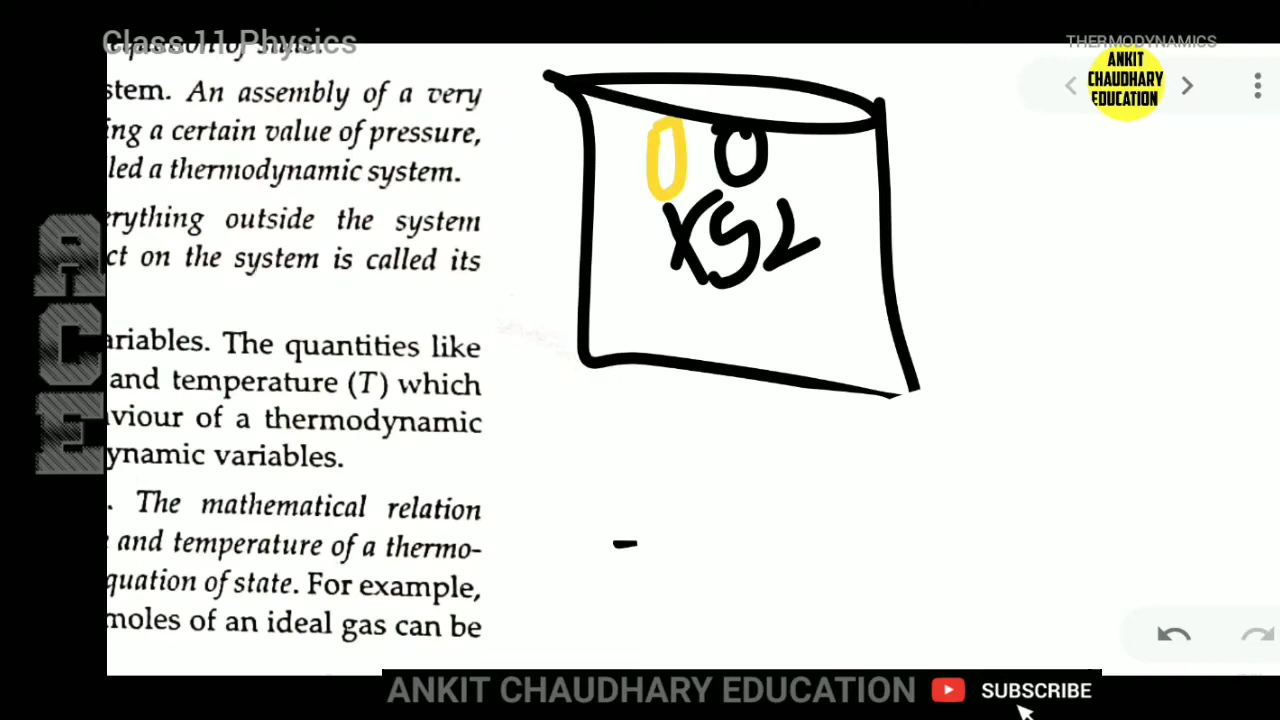 Class 11 Physics
THERMODYNAMICS
ANKIT
CHAUDHARY
EDUCATION
stem. An assembly of a very
ing a certain value of pressure,
led a thermodynamic system.
erything outside the system
ct on the system is called its
ariables. The quantities like
and temperature (T) which
aviour of a thermodynamic
ynamic variables.
. The mathematical relation
and temperature of a thermo-
quation of state. For example,
moles of an ideal gas can be
ACE
ANKIT CHAUDHARY EDUCATION SUBSCRIBE